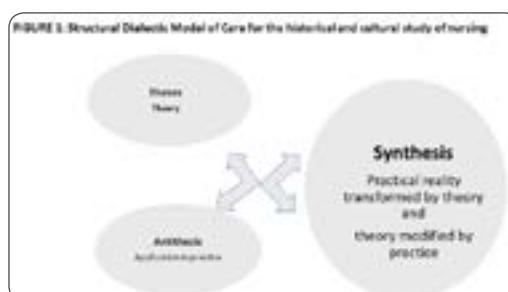 FIGURE 1. Structural Dialectic Model of Care for the historical and cultural study of nursing
Theory
Synthesis
Practical reality
transformed by theory
and
theory modified by
practice
Antithesis